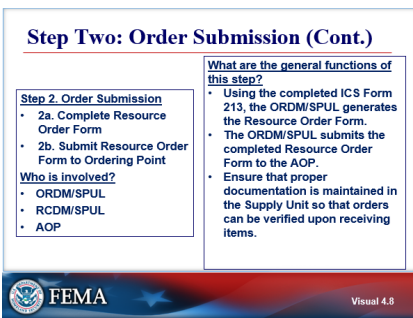 Step Two: Order Submission (Cont.)
Step 2. Order Submission
• 2a. Complete Resource
Order Form
• 2b. Submit Resource Order
Form to Ordering Point
Who is involved?
• ORDM/SPUL
• RCDM/SPUL
• AOP
What are the general functions of
this step?
• Using the completed ICS Form
213, the ORDM/SPUL generates
the Resource Order Form.
• The ORDM/SPUL submits the
completed Resource Order
Form to the AOP.
• Ensure that proper
documentation is maintained in
the Supply Unit so that orders
can be verified upon receiving
items.
FEMA
Visual 4.8